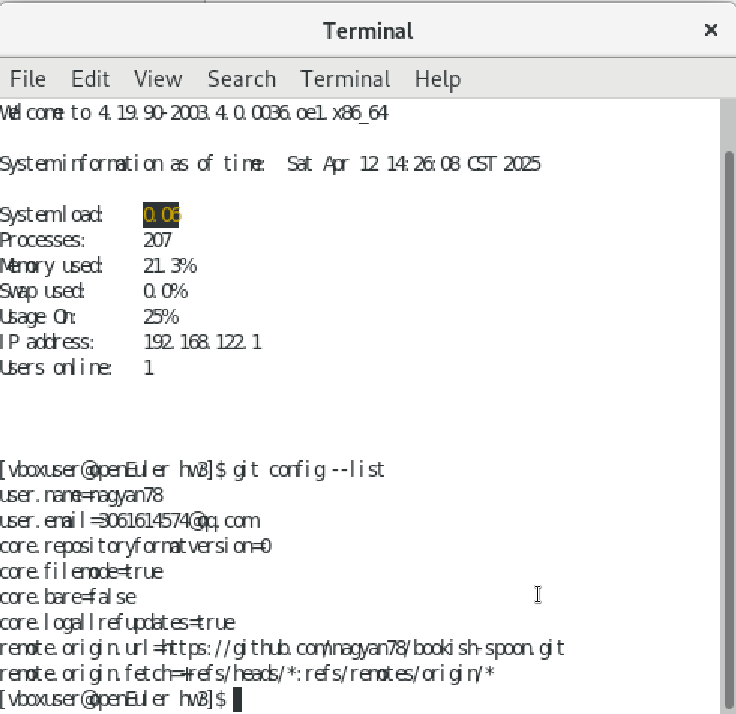 Terminal
File Edit View Search Terminal Help
Welcome to 4.19.90-2003.4.0.0036.oe1.x86_64
System information as of time: Sat Apr 12 14:26:08 CST 2025
System load: 0.06
Processes: 207
Memory used: 21.3%
Swap used: 0.0%
Usage On: 25%
IP address: 192.168.122.1
Users online: 1
[vboxuser@openEuler hw3]$ git config --list
user.name=nagyan78
user.email=3061614574@qq.com
core.repositoryformatversion=0
core.filemode=true
core.bare=false
core.logallrefupdates=true
remote.origin.url=https://github.com/nagyan78/bookish-spoon.git
remote.origin.fetch=+refs/heads/*:refs/remotes/origin/*
[vboxuser@openEuler hw3]$